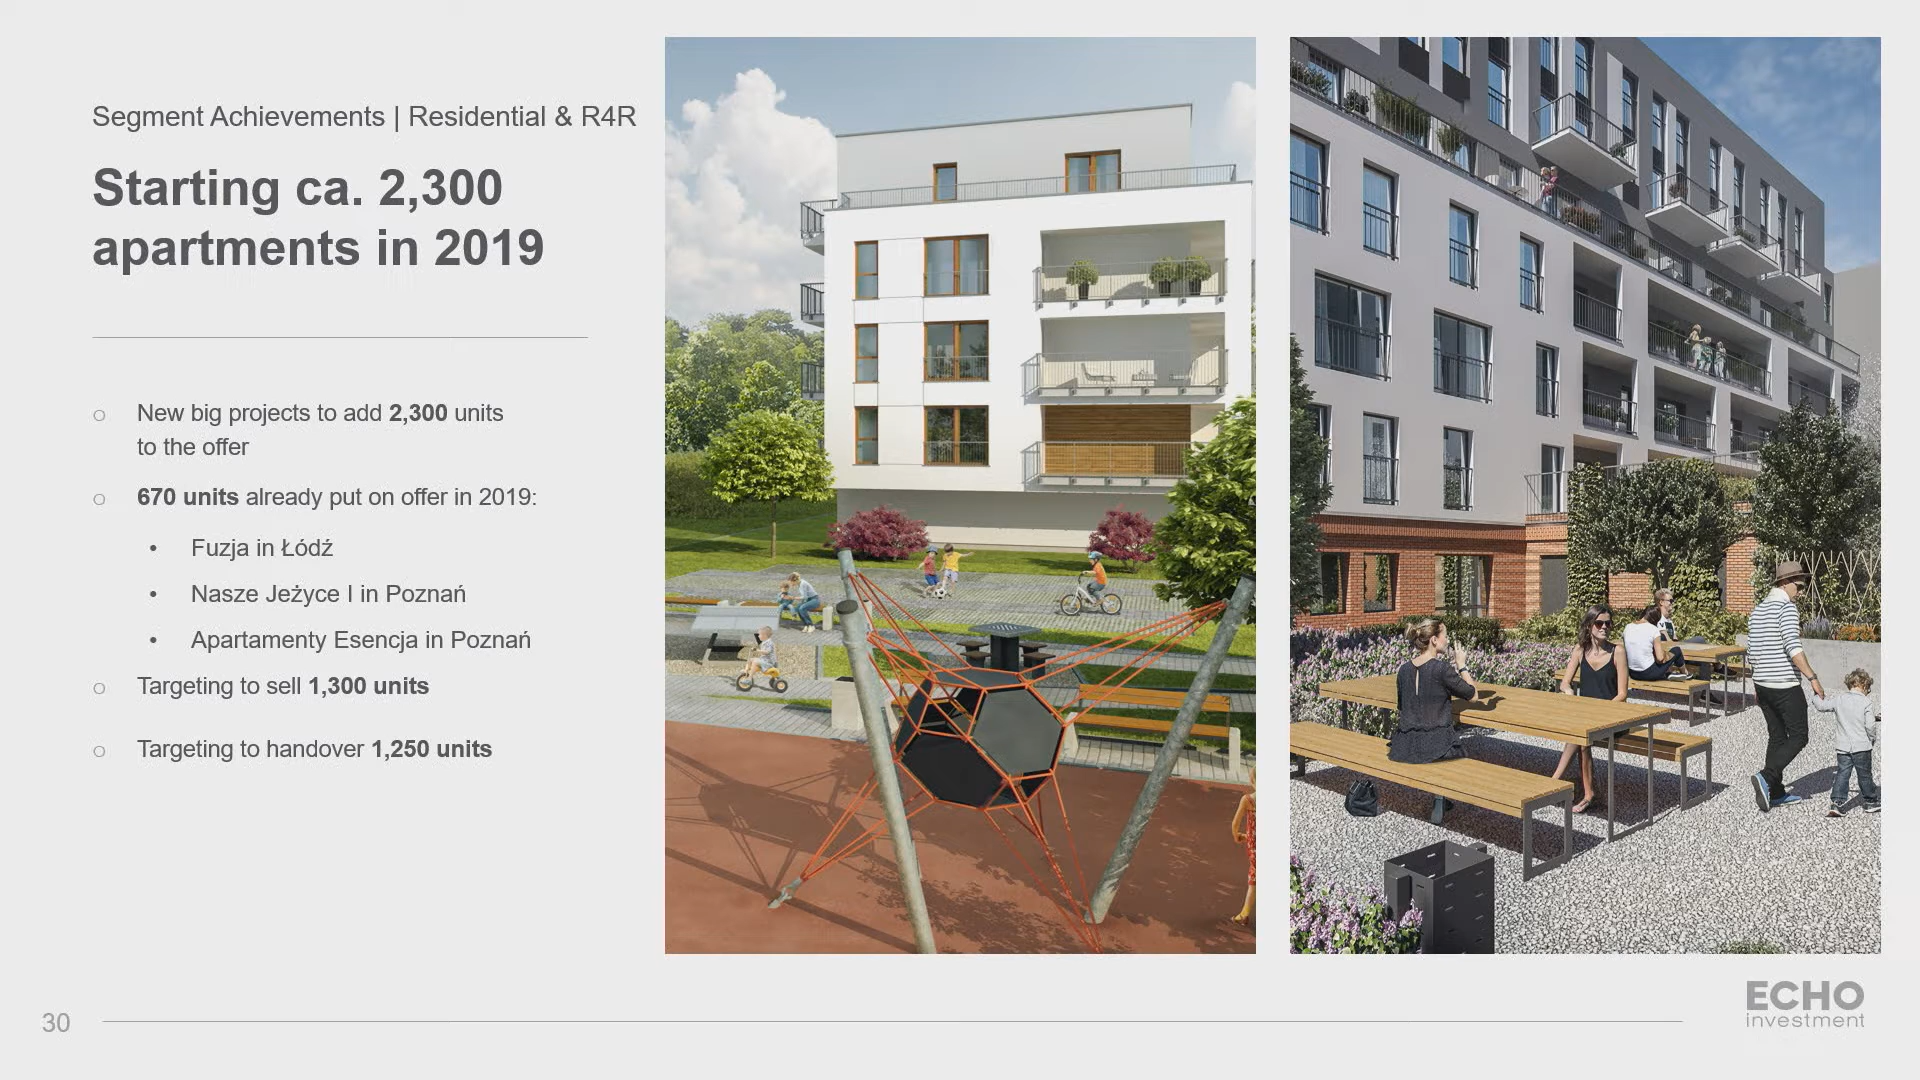 Segment Achievements | Residential & R4R
Starting ca. 2,300
apartments in 2019
○ New big projects to add 2,300 units
to the offer
○ 670 units already put on offer in 2019:
• Fuzja in Łódź
• Nasze Jeżyce I in Poznań
• Apartamenty Esencja in Poznań
○ Targeting to sell 1,300 units
○ Targeting to handover 1,250 units
30
ECHO
investment